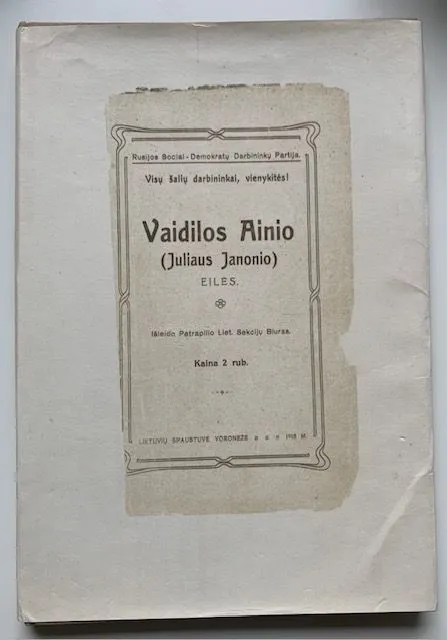 Rusijos Social-Demokratų Darbininkų Partija.
Visų šalių darbininkai, vienykitės!
Vaidilos Ainio
(Juliaus Janonio)
EILĖS.
Išleido Petrapilio Liet. Sekcijų Biuras.
Kaina 2 rub.
LIETUVIŲ SPAUSTUVĖ VORONEŽE 1918 M.